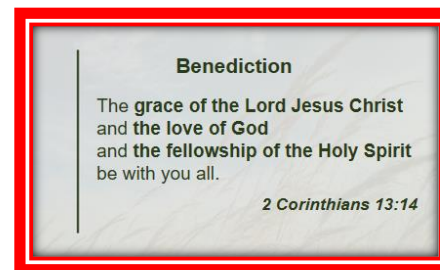 Benediction
The grace of the Lord Jesus Christ
and the love of God
and the fellowship of the Holy Spirit
be with you all.
2 Corinthians 13:14